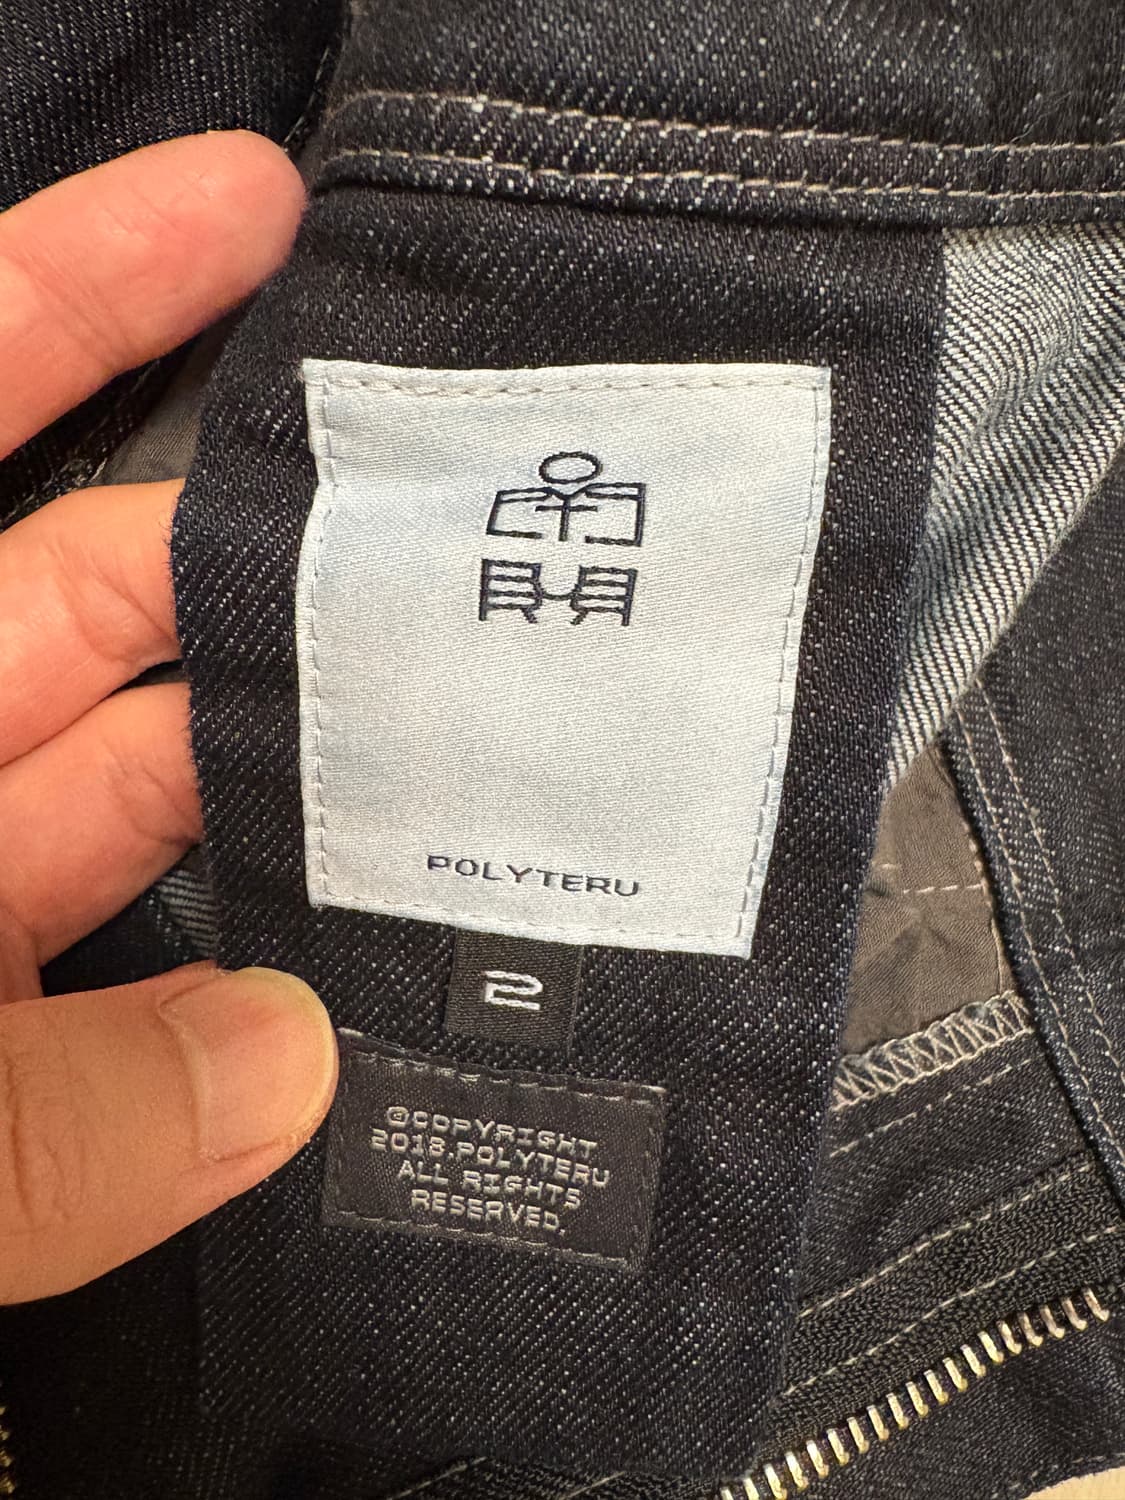 POLYTERU
2
©COPYRIGHT
2018.POLYTERU
ALL RIGHTS
RESERVED.